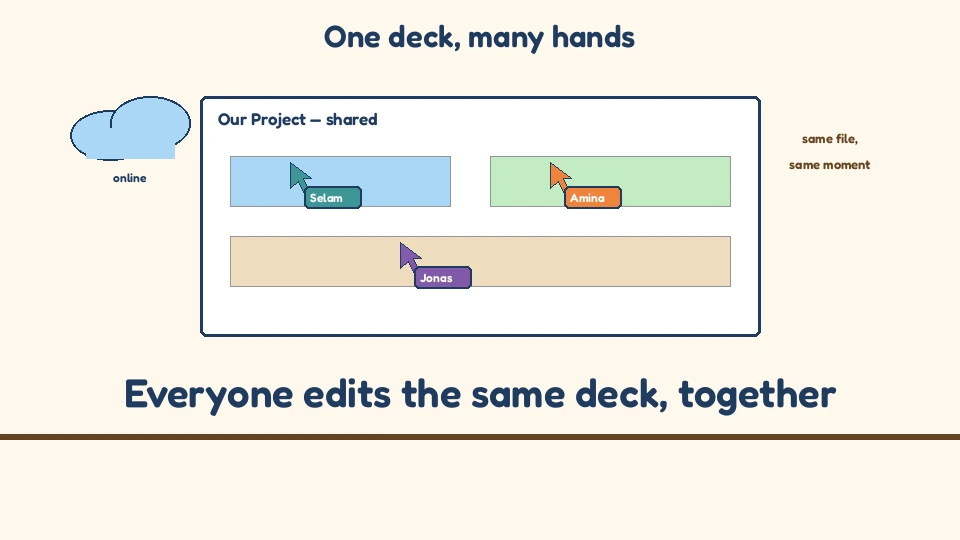 One deck, many hands
Our Project – shared
online
same file,
same moment
Selam
Amina
Jonas
Everyone edits the same deck, together